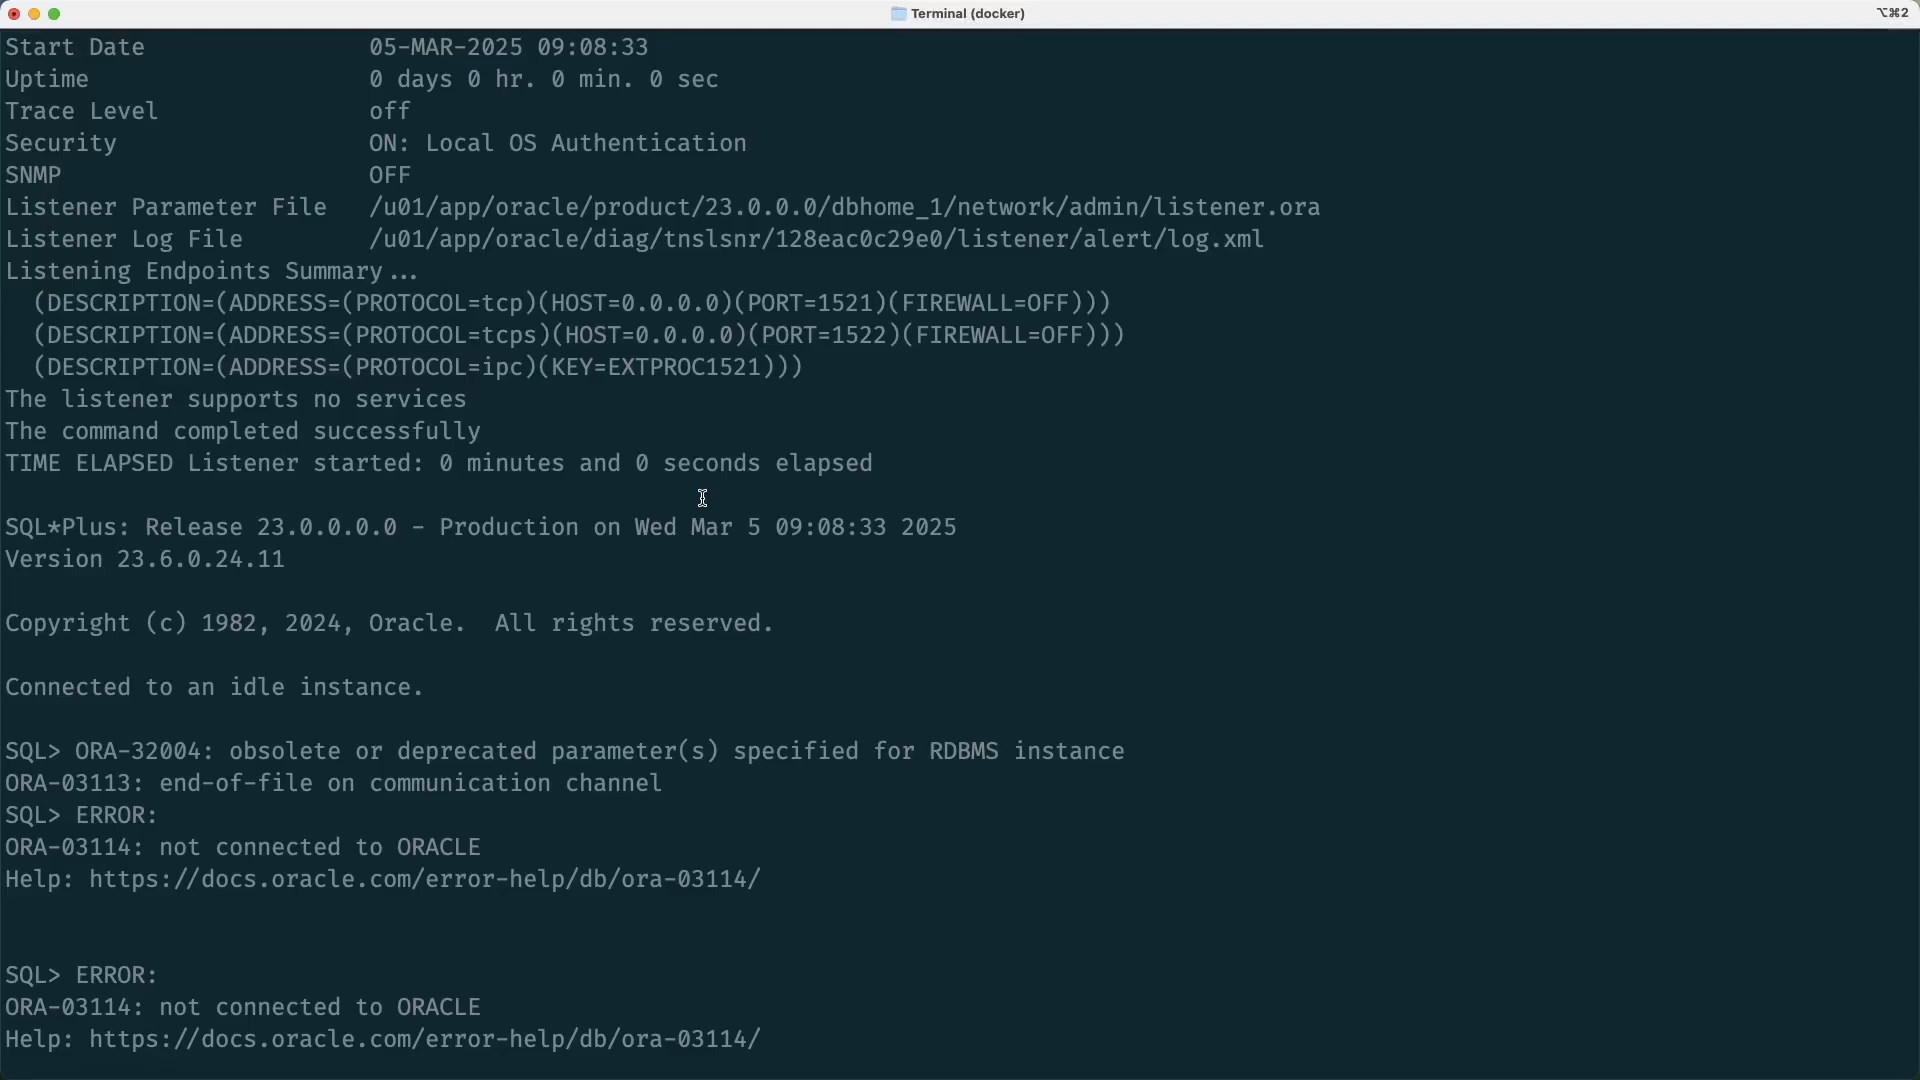 Terminal (docker)
⌥⌘2
Start Date                05-MAR-2025 09:08:33
Uptime                    0 days 0 hr. 0 min. 0 sec
Trace Level               off
Security                  ON: Local OS Authentication
SNMP                      OFF
Listener Parameter File   /u01/app/oracle/product/23.0.0.0/dbhome_1/network/admin/listener.ora
Listener Log File         /u01/app/oracle/diag/tnslsnr/128eac0c29e0/listener/alert/log.xml
Listening Endpoints Summary...
  (DESCRIPTION=(ADDRESS=(PROTOCOL=tcp)(HOST=0.0.0.0)(PORT=1521)(FIREWALL=OFF)))
  (DESCRIPTION=(ADDRESS=(PROTOCOL=tcps)(HOST=0.0.0.0)(PORT=1522)(FIREWALL=OFF)))
  (DESCRIPTION=(ADDRESS=(PROTOCOL=ipc)(KEY=EXTPROC1521)))
The listener supports no services
The command completed successfully
TIME ELAPSED Listener started: 0 minutes and 0 seconds elapsed
SQL*Plus: Release 23.0.0.0.0 - Production on Wed Mar 5 09:08:33 2025
Version 23.6.0.24.11
Copyright (c) 1982, 2024, Oracle.  All rights reserved.
Connected to an idle instance.
SQL> ORA-32004: obsolete or deprecated parameter(s) specified for RDBMS instance
ORA-03113: end-of-file on communication channel
SQL> ERROR:
ORA-03114: not connected to ORACLE
Help: https://docs.oracle.com/error-help/db/ora-03114/
SQL> ERROR:
ORA-03114: not connected to ORACLE
Help: https://docs.oracle.com/error-help/db/ora-03114/